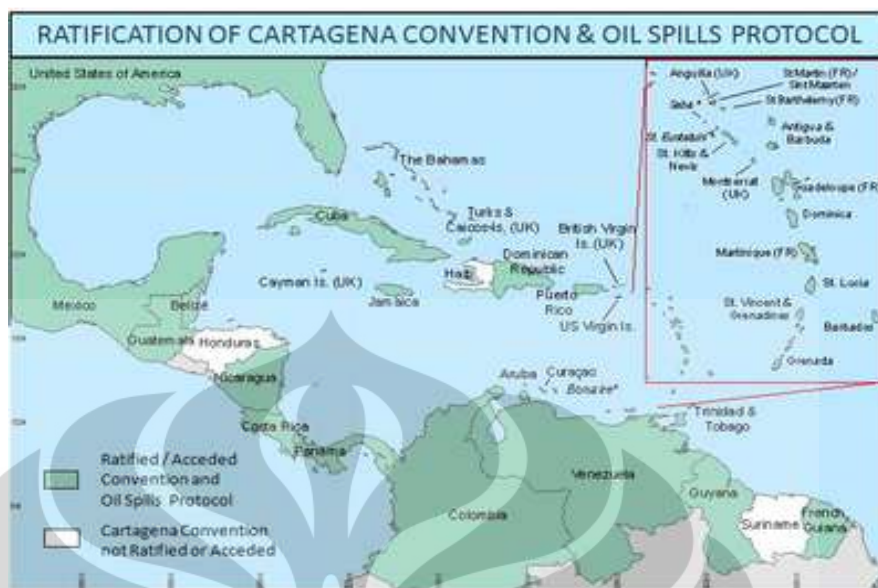 RATIFICATION OF CARTAGENA CONVENTION & OIL SPILLS PROTOCOL
United States of America
Anguilla (UK)
St Martin (FR) /
Sint Maarten
Saba
St Barthelemy (FR)
St. Eustatius
Antigua &
Barbuda
St. Kitts &
Nevis
Montserrat
(UK)
Guadeloupe (FR)
Dominica
Martinique (FR)
St. Lucia
St. Vincent &
Grenadines
Barbados
Grenada
The Bahamas
Turks &
Caicos Is. (UK)
British Virgin
Is. (UK)
Cuba
Dominican
Republic
Cayman Is. (UK)
Haiti
Jamaica
Puerto
Rico
US Virgin Is.
Mexico
Belize
Guatemala
Honduras
Nicaragua
Aruba
Curaçao
Bonaire*
Costa Rica
Panama
Trinidad &
Tobago
Venezuela
Guyana
Colombia
Suriname
French
Guiana
Ratified / Acceded
Convention and
Oil Spills Protocol
Cartagena Convention
not Ratified or Acceded